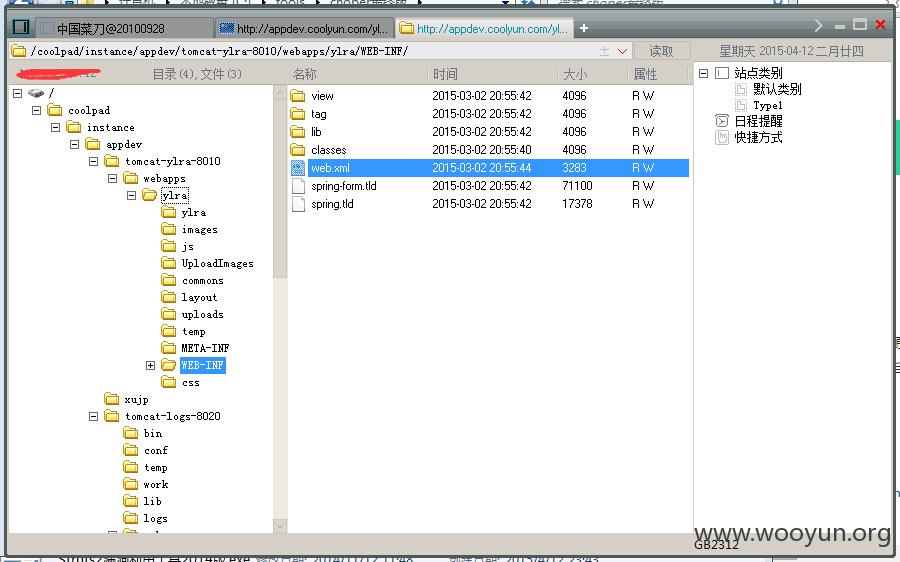 中国菜刀@20100928
http://appdev.coolyun.com/yl...
http://appdev.coolyun.com/yl...
/coolpad/instance/appdev/tomcat-ylra-8010/webapps/ylra/WEB-INF/
读取
星期天 2015-04-12 二月廿四
目录(4),文件(3)
名称 时间 大小 属性
/
coolpad
instance
appdev
tomcat-ylra-8010
webapps
ylra
ylra
images
js
UploadImages
commons
layout
uploads
temp
META-INF
WEB-INF
css
xujp
tomcat-logs-8020
bin
conf
temp
work
lib
logs
view 2015-03-02 20:55:42 4096 R W
tag 2015-03-02 20:55:42 4096 R W
lib 2015-03-02 20:55:42 4096 R W
classes 2015-03-02 20:55:40 4096 R W
web.xml 2015-03-02 20:55:44 3283 R W
spring-form.tld 2015-03-02 20:55:42 71100 R W
spring.tld 2015-03-02 20:55:42 17378 R W
站点类别
默认类别
Type1
日程提醒
快捷方式
www.wooyun.org
GB2312